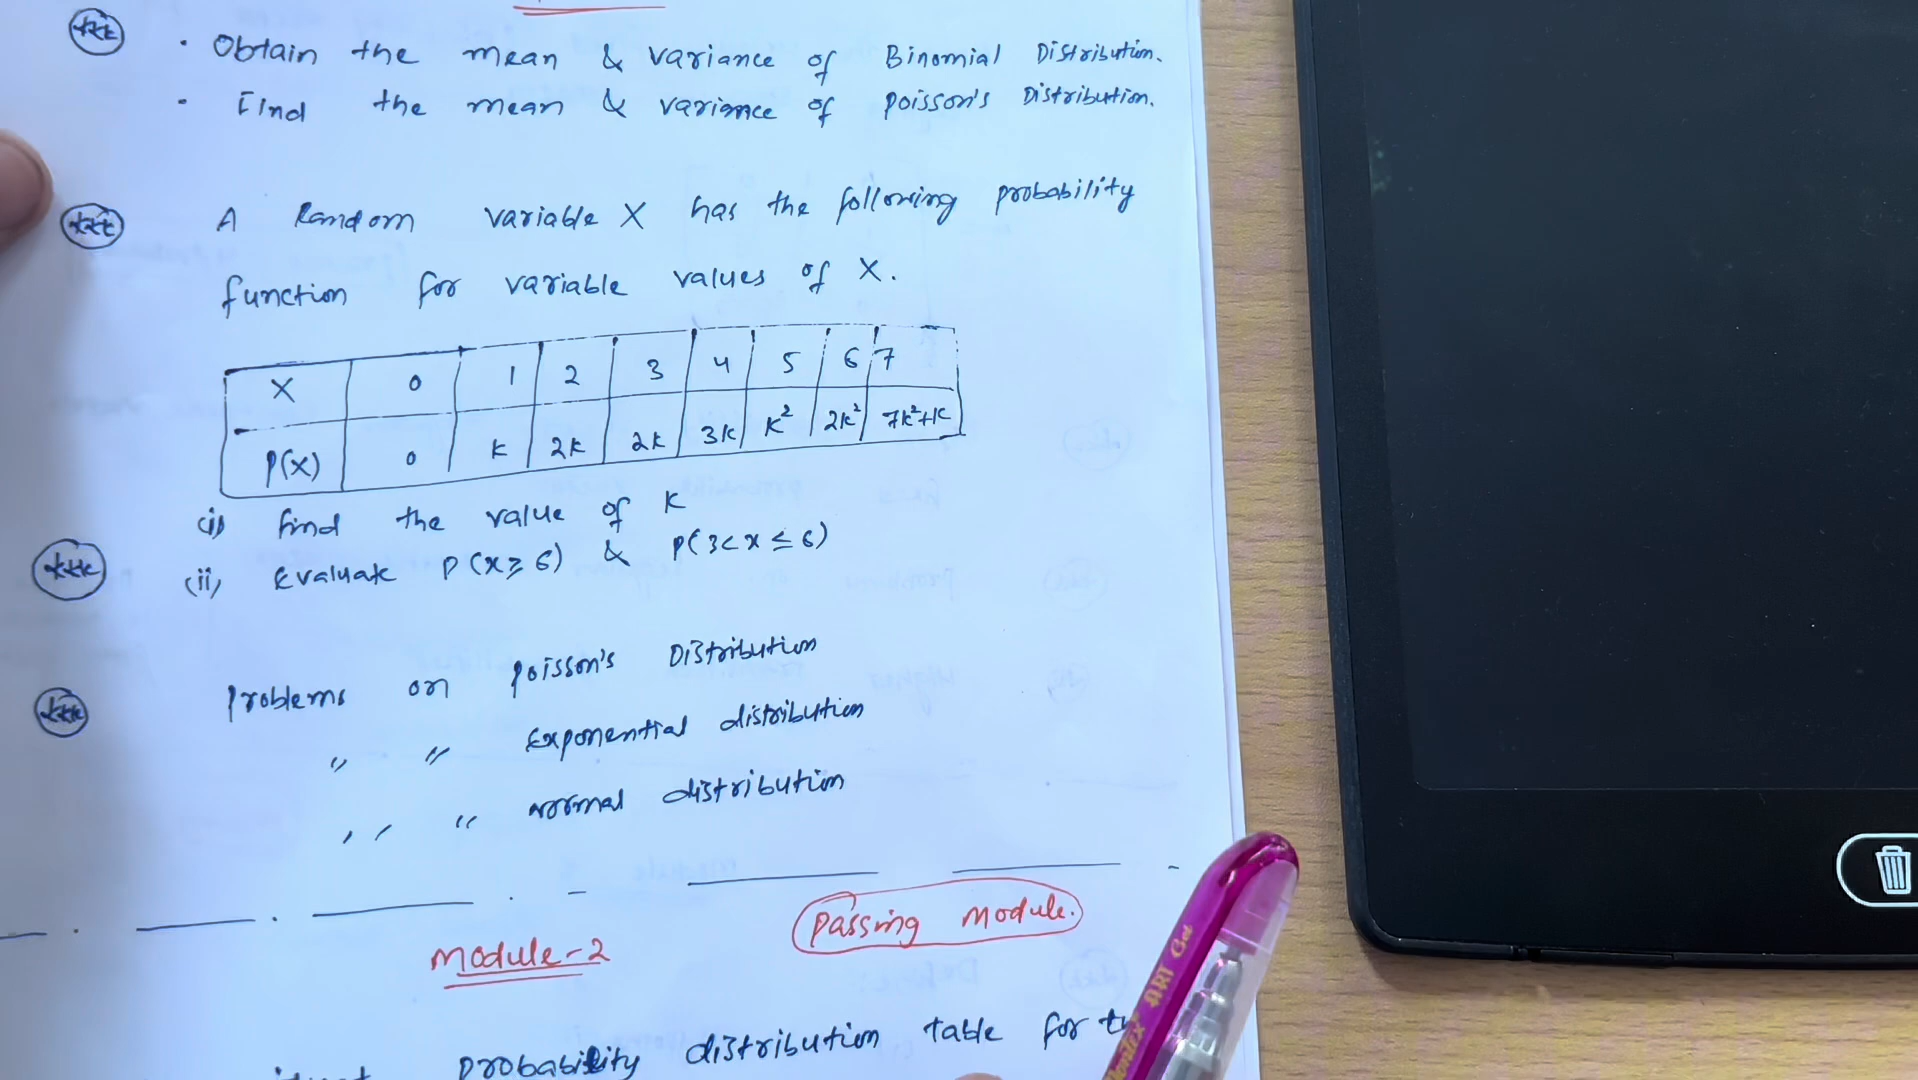 · Obtain the mean & variance of Binomial Distribution.
- Find the mean & variance of Poisson's Distribution.
A Random variable X has the following probability
function for variable values of X.
X 0 1 2 3 4 5 6 7
P(X) 0 k 2k 2k 3k k² 2k² 7k²+k
(i) find the value of K
(ii) Evaluate P(x≥6) & P(3<x≤6)
Problems on Poisson's Distribution
" " Exponential distribution
" " normal distribution
Passing module.
Module-2
probability distribution table for
ART Gel